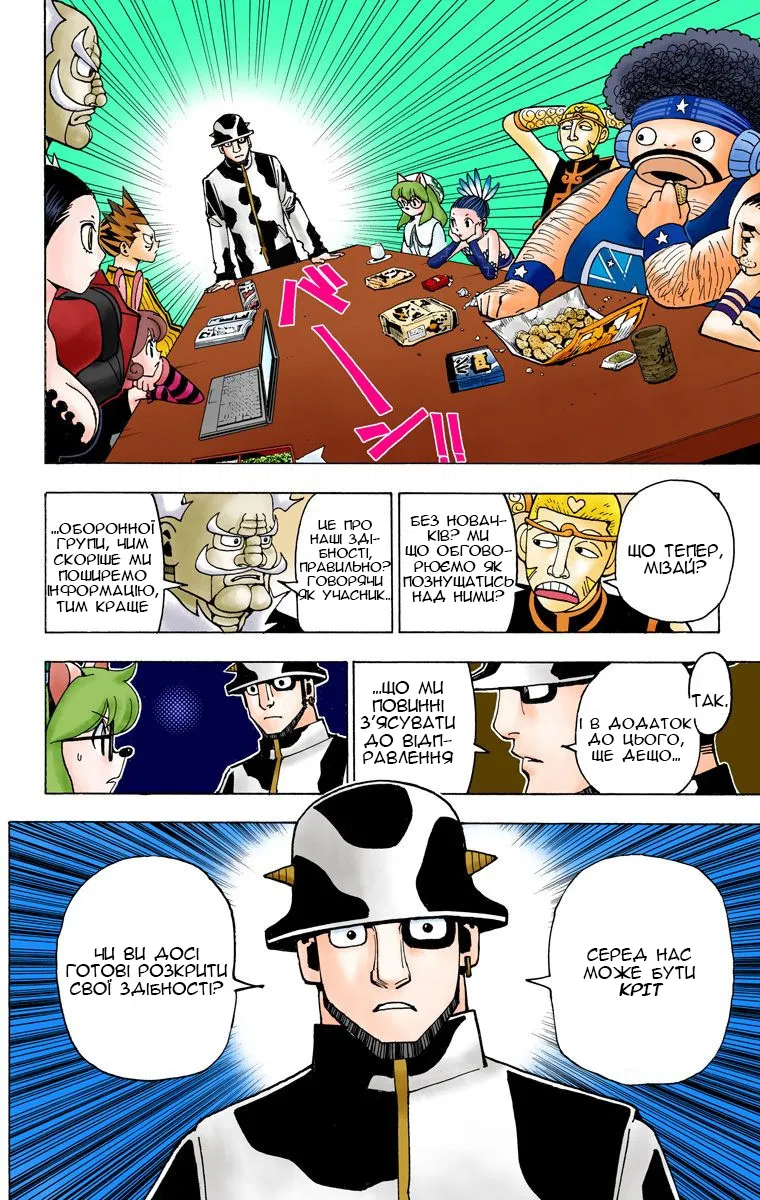 БЕ
—
Ш!!
ЩО ТЕПЕР,
МІЗАЙ?
БЕЗ НОВАЧ-
КІВ? МИ
ЩО ОБГОВО-
РЮЄМО ЯК
ПОЗНУЩАТИСЬ
НАД НИМИ?
ЦЕ ПРО
НАШІ ЗДІ-
БНОСТІ,
ПРАВИЛЬНО?
ГОВОРЯЧИ
ЯК УЧАСНИК..
...ОБОРОННОЇ
ГРУПИ, ЧИМ
СКОРІШЕ МИ
ПОШИРЕМО
ІНФОРМАЦІЮ,
ТИМ КРАЩЕ
ТАК.
І В ДОДАТОК
ДО ЦЬОГО,
ЩЕ ДЕЩО...
...ЩО МИ
ПОВИННІ
З'ЯСУВАТИ
ДО ВІДП-
РАВЛЕННЯ
СЕРЕД НАС
МОЖЕ БУТИ
КРІТ
ЧИ ВИ ДОСІ
ГОТОВІ РОЗКРИТИ
СВОЇ ЗДІБНОСТІ?